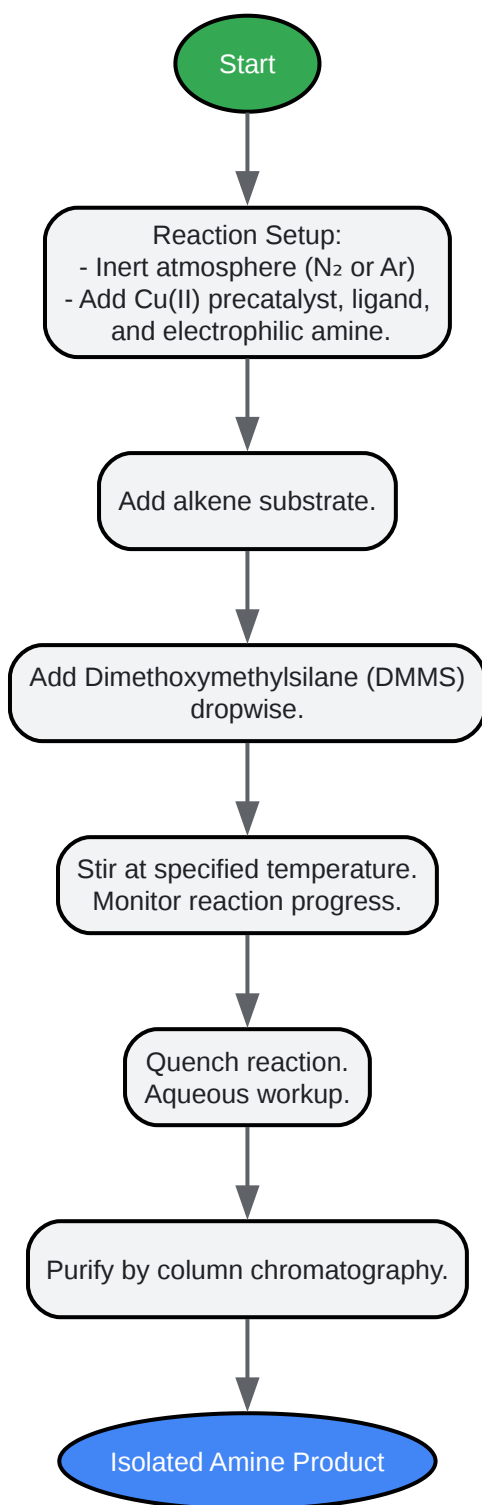 Start
Reaction Setup:
- Inert atmosphere (N₂ or Ar)
- Add Cu(II) precatalyst, ligand,
and electrophilic amine.
Add alkene substrate.
Add Dimethoxymethylsilane (DMMS)
dropwise.
Stir at specified temperature.
Monitor reaction progress.
Quench reaction.
Aqueous workup.
Purify by column chromatography.
Isolated Amine Product